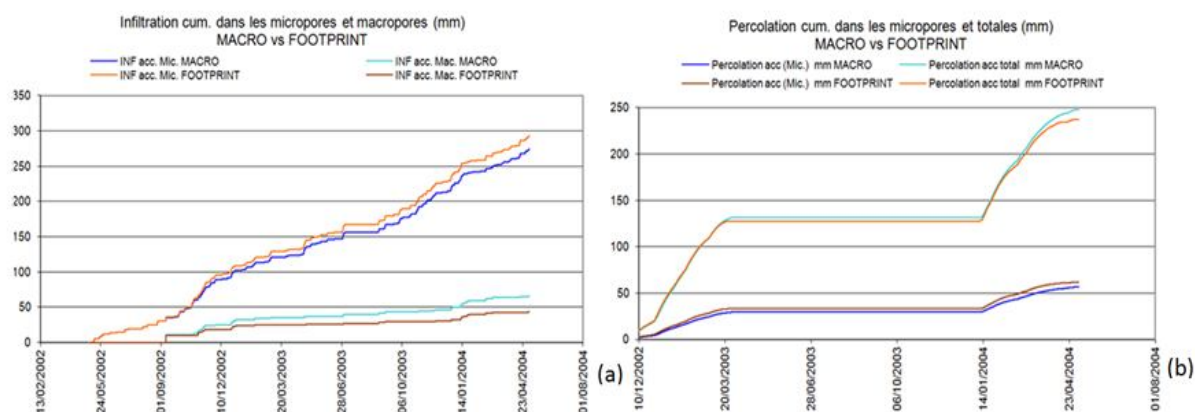 Infiltration cum. dans les micropores et macropores (mm)
MACRO vs FOOTPRINT
INF acc. Mic. MACRO
INF acc. Mac. MACRO
INF acc. Mic. FOOTPRINT
INF acc. Mac. FOOTPRINT
350
300
250
200
150
100
50
0
13/02/2002
24/05/2002
01/09/2002
10/12/2002
20/03/2003
28/06/2003
06/10/2003
14/01/2004
23/04/2004
01/08/2004
(a)
Percolation cum. dans les micropores et totales (mm)
MACRO vs FOOTPRINT
Percolation acc (Mic.) mm MACRO
Percolation acc total mm MACRO
Percolation acc (Mic.) mm FOOTPRINT
Percolation acc total mm FOOTPRINT
250
200
150
100
50
0
10/12/2002
20/03/2003
28/06/2003
06/10/2003
14/01/2004
23/04/2004
01/08/2004
(b)